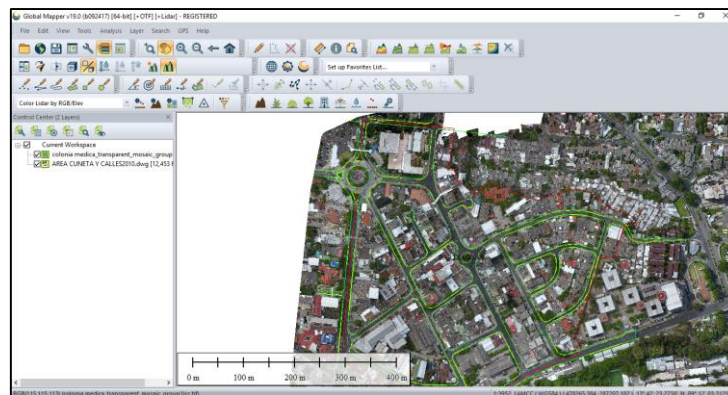 Global Mapper v19.0 (b092417) [64-bit] [+OTF] [+Lidar] - REGISTERED
File Edit View Tools Analysis Layer Search GPS Help
Set up Favorites List...
Color Lidar by RGB/Elev
Control Center (2 Layers)
Current Workspace
colonia medica_transparent_mosaic_group
AREA CUNETA Y CALLES2010.dwg [12,453 F
0 m 100 m 200 m 300 m 400 m